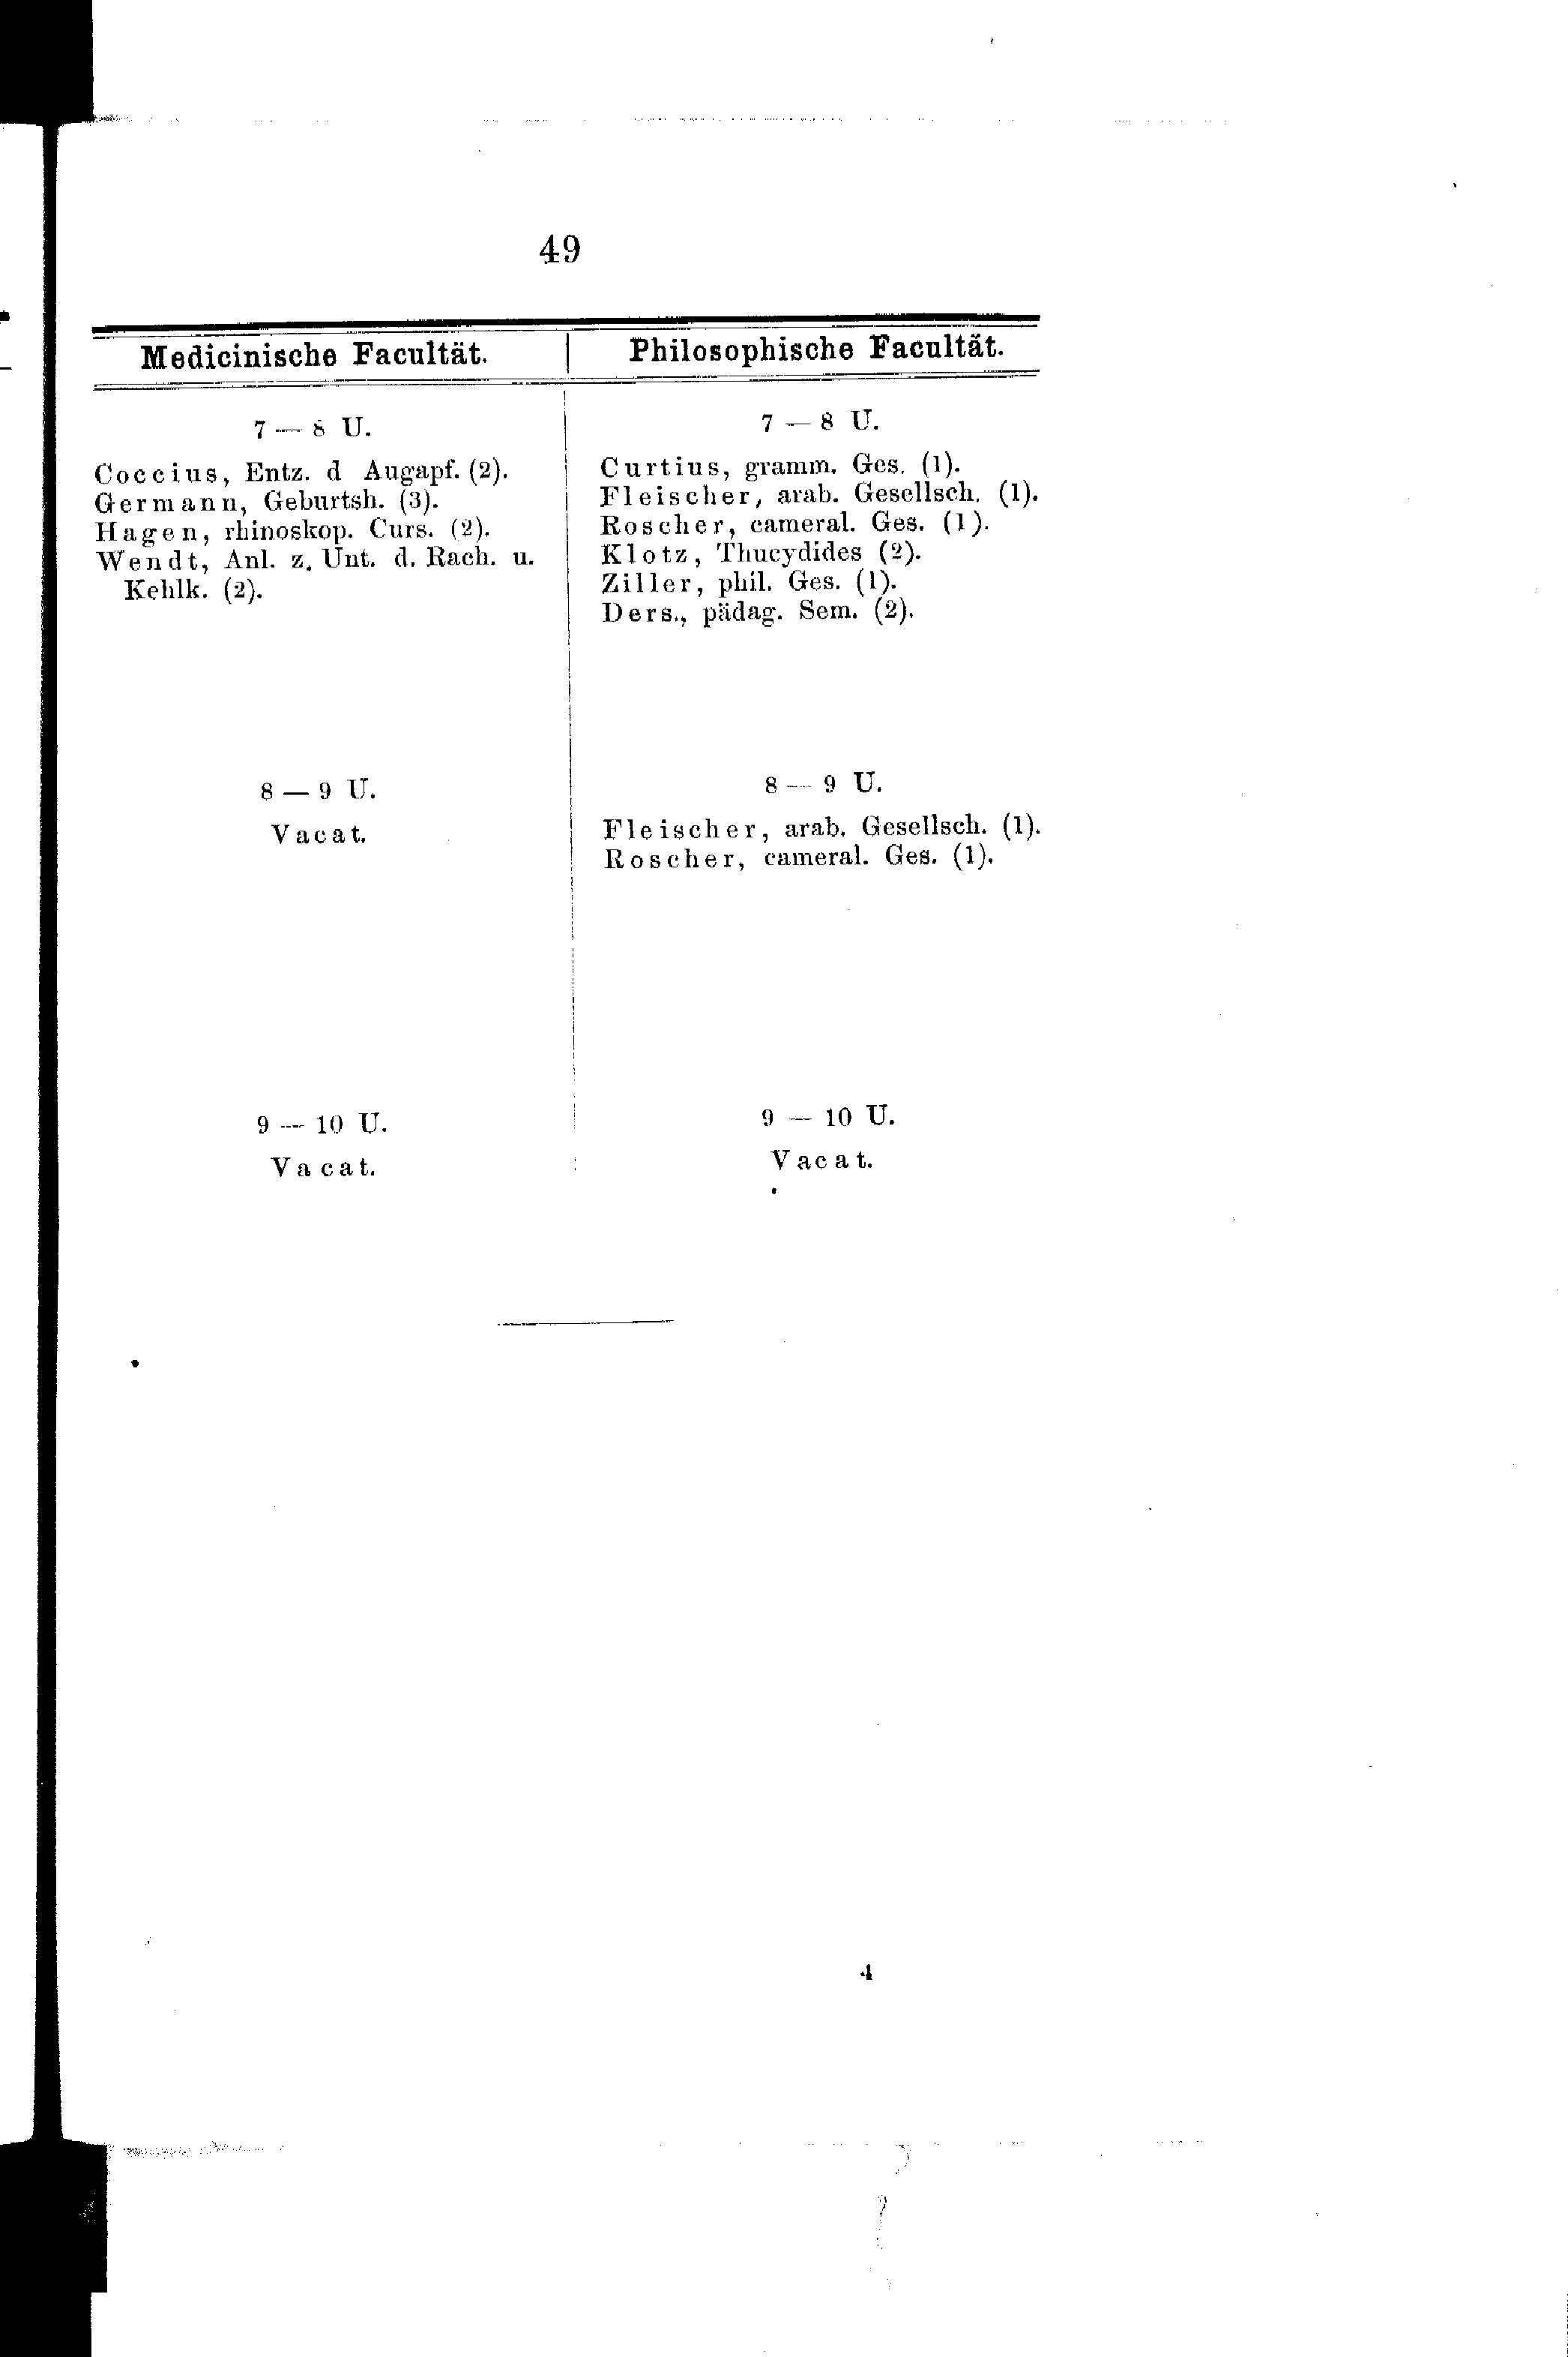 49
Medicinische Facultät.
7 — 8 U.
Coccius, Entz. d Augapf. (2).
Germann, Geburtsh. (3).
Hagen, rhinoskop. Curs. (2).
Wendt, Anl. z. Unt. d. Rach. u.
Kehlk. (2).
8 — 9 U.
Vacat.
9 — 10 U.
Vacat.
Philosophische Facultät.
7 — 8 U.
Curtius, gramm. Ges. (1).
Fleischer, arab. Gesellsch. (1).
Roscher, cameral. Ges. (1).
Klotz, Thucydides (2).
Ziller, phil. Ges. (1).
Ders., pädag. Sem. (2).
8 — 9 U.
Fleischer, arab. Gesellsch. (1).
Roscher, cameral. Ges. (1).
9 — 10 U.
Vacat.
4